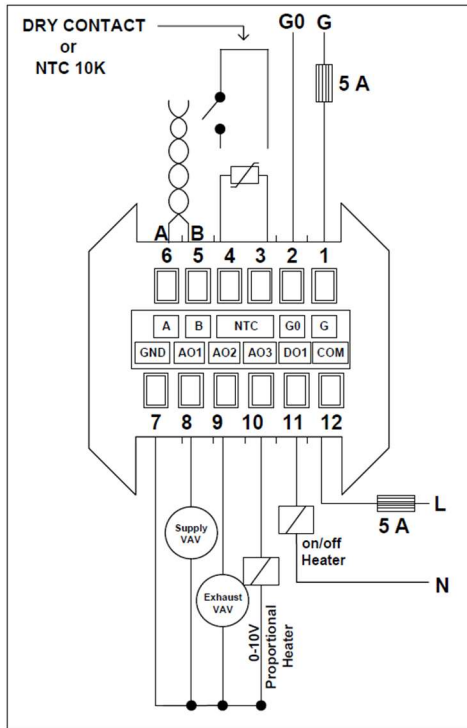 DRY CONTACT
or
NTC 10K
G0 G
5 A
A B
6 5 4 3 2 1
A B NTC G0 G
GND AO1 AO2 AO3 DO1 COM
7 8 9 10 11 12
L
5 A
Supply
VAV
on/off
Heater
N
Exhaust
VAV
0-10V
Proportional
Heater